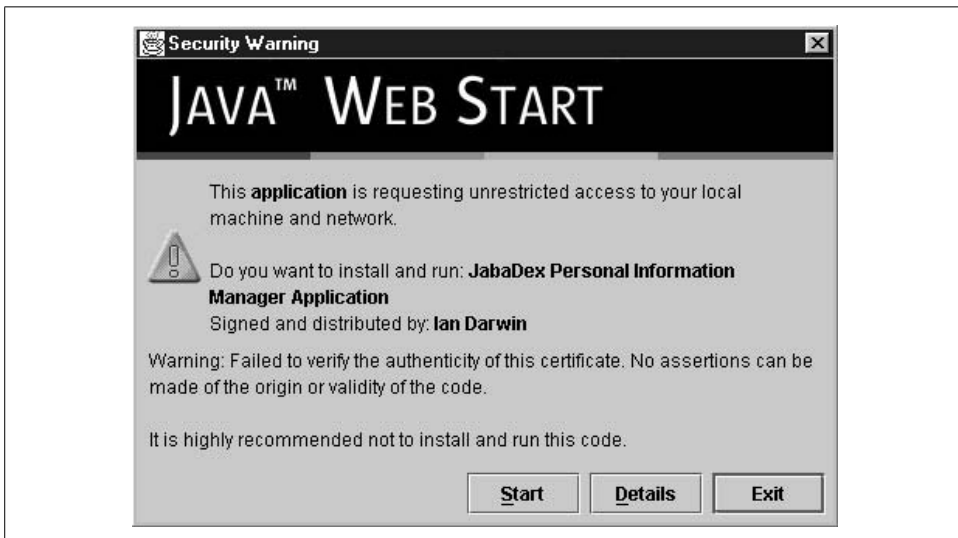 Security Warning
JAVA™ WEB START
This application is requesting unrestricted access to your local
machine and network.
Do you want to install and run: JabaDex Personal Information
Manager Application
Signed and distributed by: Ian Darwin
Warning: Failed to verify the authenticity of this certificate. No assertions can be
made of the origin or validity of the code.
It is highly recommended not to install and run this code.
Start Details Exit